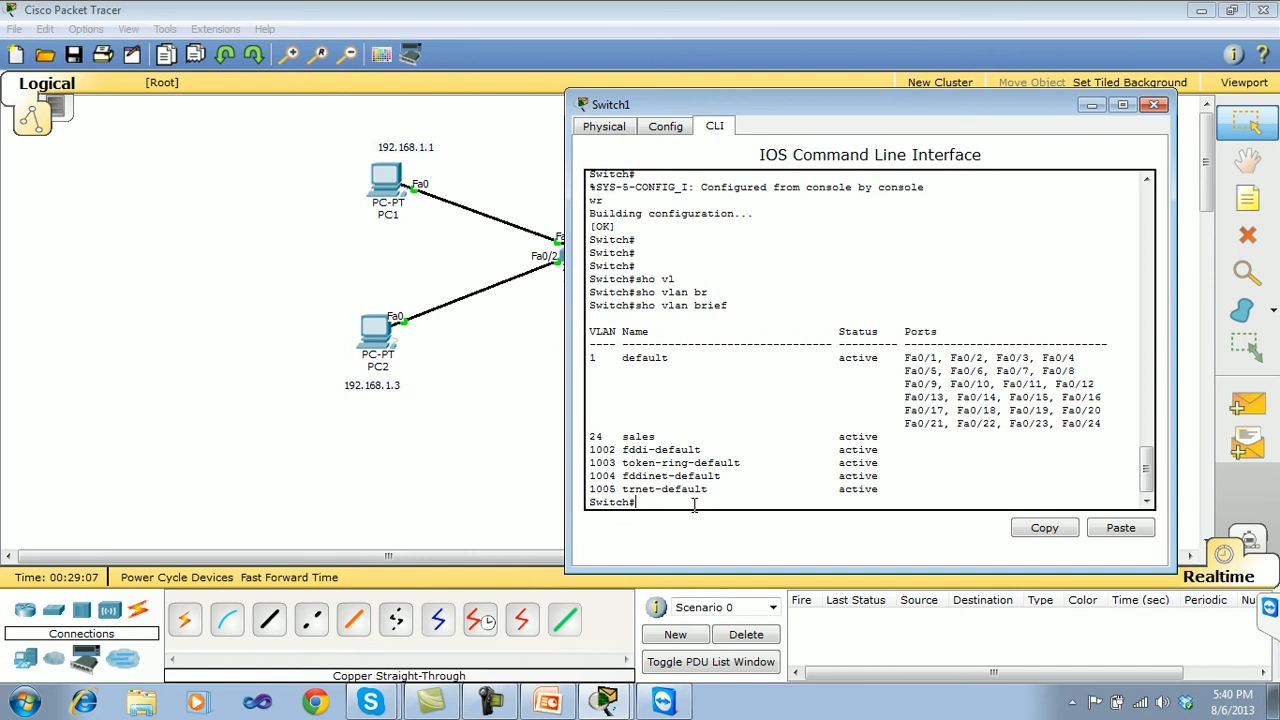 Cisco Packet Tracer
File Edit Options View Tools Extensions Help
Logical [Root] New Cluster Move Object Set Tiled Background Viewport
192.168.1.1
Fa0
PC-PT
PC1
Fa0/2
Fa0
PC-PT
PC2
192.168.1.3
Switch1
Physical Config CLI
IOS Command Line Interface
Switch#
%SYS-5-CONFIG_I: Configured from console by console
wr
Building configuration...
[OK]
Switch#
Switch#
Switch#
Switch#sho vl
Switch#sho vlan br
Switch#sho vlan brief
VLAN Name Status Ports
---- -------------------------------- --------- -------------------------------
1 default active Fa0/1, Fa0/2, Fa0/3, Fa0/4
Fa0/5, Fa0/6, Fa0/7, Fa0/8
Fa0/9, Fa0/10, Fa0/11, Fa0/12
Fa0/13, Fa0/14, Fa0/15, Fa0/16
Fa0/17, Fa0/18, Fa0/19, Fa0/20
Fa0/21, Fa0/22, Fa0/23, Fa0/24
24 sales active
1002 fddi-default active
1003 token-ring-default active
1004 fddinet-default active
1005 trnet-default active
Switch#
Copy Paste
Time: 00:29:07 Power Cycle Devices Fast Forward Time Realtime
Connections
Copper Straight-Through
Scenario 0
New Delete
Toggle PDU List Window
Fire Last Status Source Destination Type Color Time (sec) Periodic
5:40 PM
8/6/2013